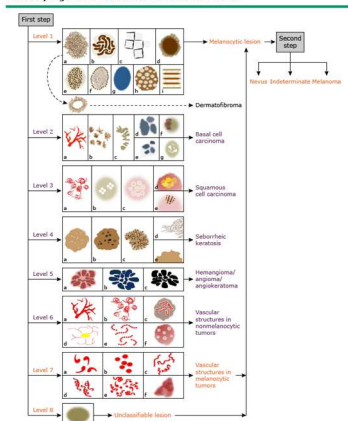 First step
Level 1
a
b
c
d
Melanocytic lesion
Second
step
e
f
g
h
i
Nevus Indeterminate Melanoma
Dermatofibroma
Level 2
a
b
c
d
e
f
g
Basal cell
carcinoma
Level 3
a
b
c
d
e
Squamous
cell carcinoma
Level 4
a
b
c
d
e
Seborrheic
keratosis
Level 5
a
b
c
Hemangioma/
angioma/
angiokeratoma
Level 6
a
b
c
d
e
f
Vascular
structures in
nonmelanocytic
tumors
Level 7
a
b
c
d
e
f
Vascular
structures in
melanocytic
tumors
Level 8
Unclassifiable lesion